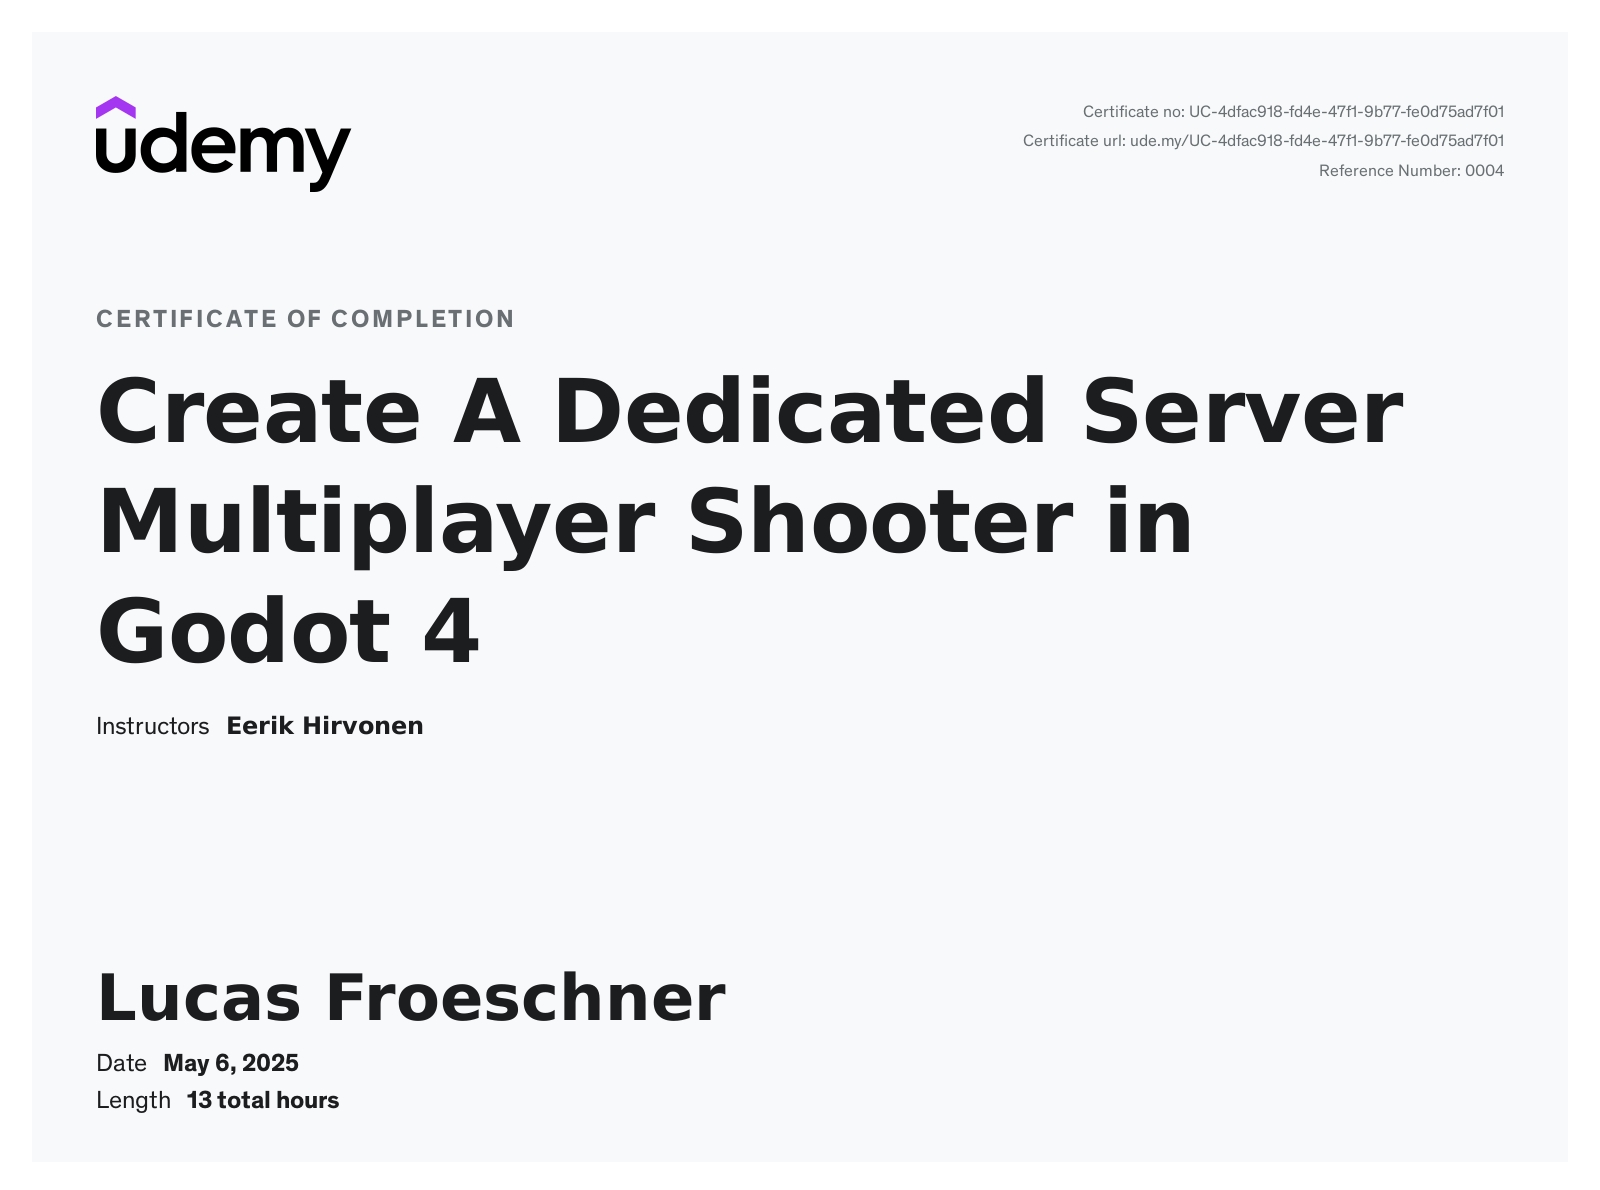 udemy
Certificate no: UC-4dfac918-fd4e-47f1-9b77-fe0d75ad7f01
Certificate url: ude.my/UC-4dfac918-fd4e-47f1-9b77-fe0d75ad7f01
Reference Number: 0004
CERTIFICATE OF COMPLETION
Create A Dedicated Server
Multiplayer Shooter in
Godot 4
Instructors Eerik Hirvonen
Lucas Froeschner
Date May 6, 2025
Length 13 total hours